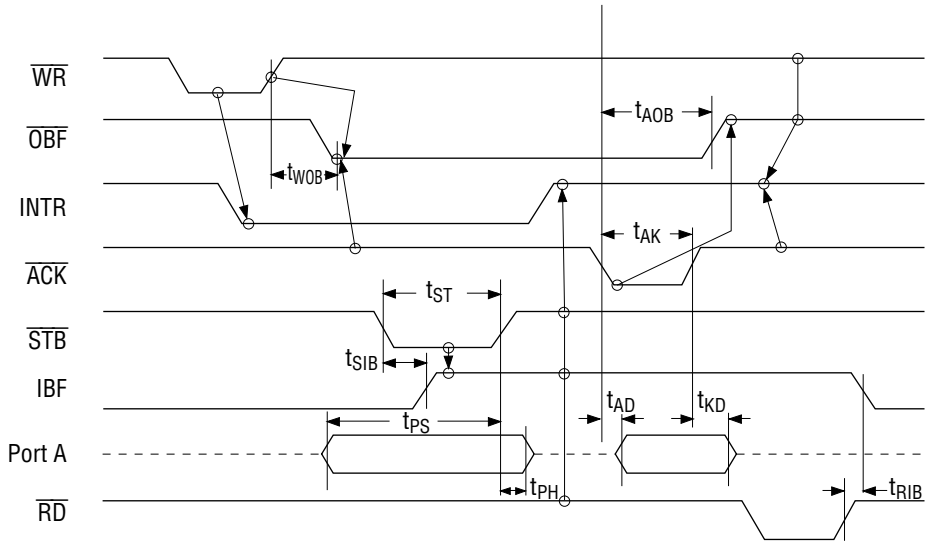 WR
OBF
INTR
ACK
STB
IBF
Port A
RD
tAOB
tWOB
tAK
tST
tSIB
tPS
tAD
tKD
tPH
tRIB